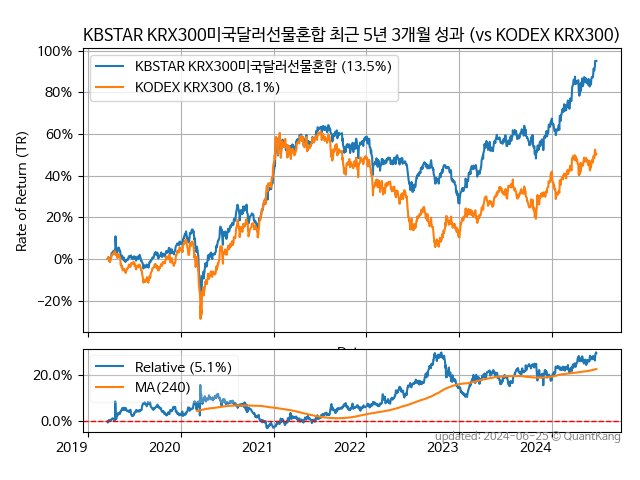 KBSTAR KRX300미국달러선물혼합 최근 5년 3개월 성과 (vs KODEX KRX300)
100%
80%
60%
40%
20%
0%
−20%
Rate of Return (TR)
KBSTAR KRX300미국달러선물혼합 (13.5%)
KODEX KRX300 (8.1%)
20.0%
0.0%
Relative (5.1%)
MA(240)
2019 2020 2021 2022 2023 2024
updated: 2024-06-25 © QuantKang